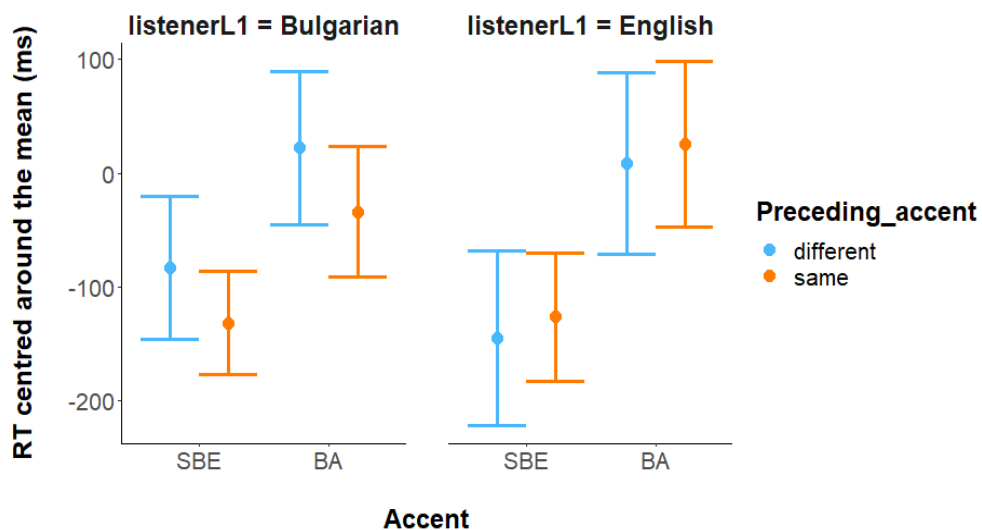 listenerL1 = Bulgarian
listenerL1 = English
RT centred around the mean (ms)
100
0
-100
-200
SBE
BA
SBE
BA
Accent
Preceding_accent
different
same